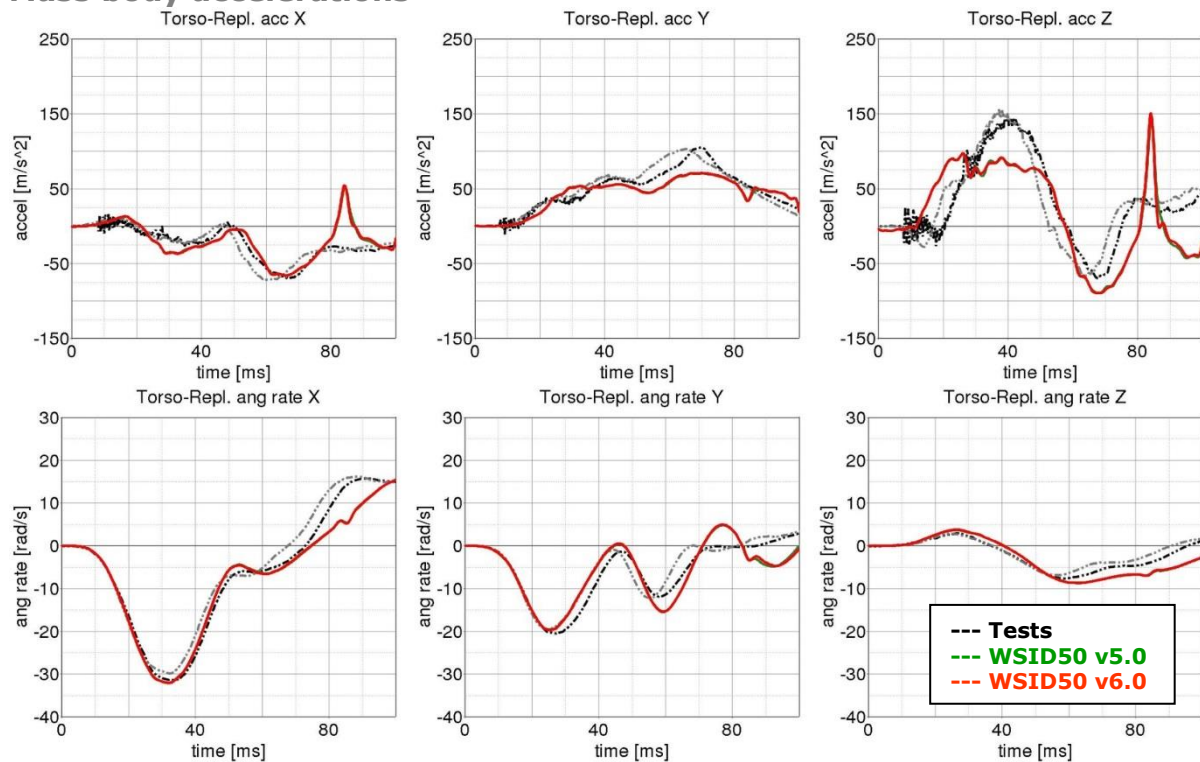 Mass body accelerations
Torso-Repl. acc X
250
150
50
-50
-150
accel [m/s^2]
0
40
80
time [ms]
Torso-Repl. acc Y
250
150
50
-50
-150
accel [m/s^2]
0
40
80
time [ms]
Torso-Repl. acc Z
250
150
50
-50
-150
accel [m/s^2]
0
40
80
time [ms]
Torso-Repl. ang rate X
30
20
10
0
-10
-20
-30
-40
ang rate [rad/s]
0
40
80
time [ms]
Torso-Repl. ang rate Y
30
20
10
0
-10
-20
-30
-40
ang rate [rad/s]
0
40
80
time [ms]
Torso-Repl. ang rate Z
30
20
10
0
-10
-20
-30
-40
ang rate [rad/s]
0
40
80
time [ms]
--- Tests
--- WSID50 v5.0
--- WSID50 v6.0